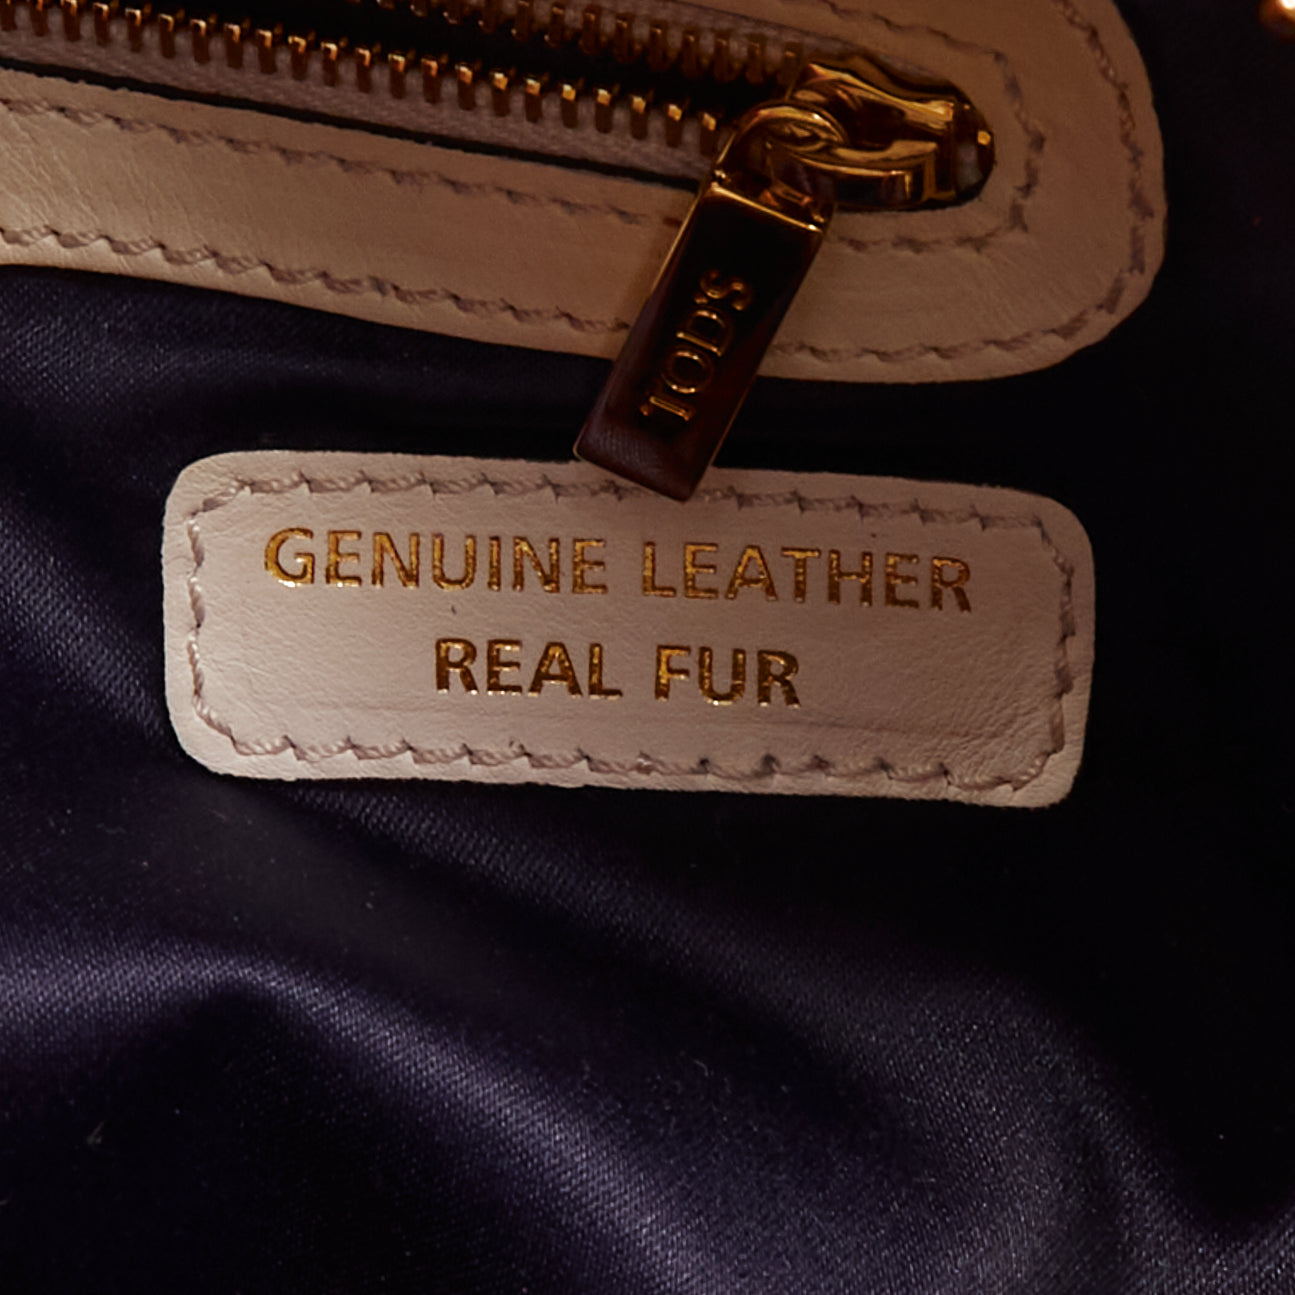 TOD'S
GENUINE LEATHER
REAL FUR